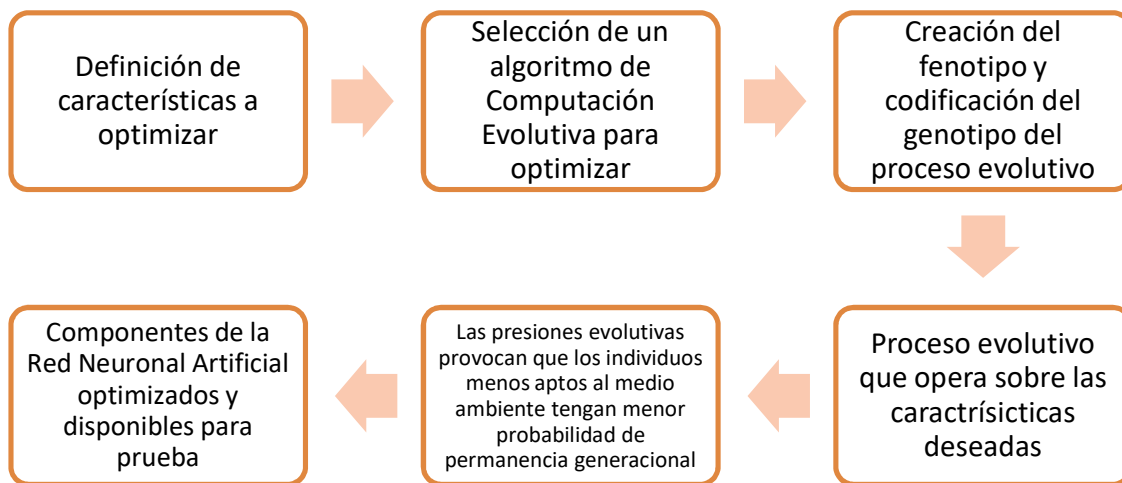 Definición de
características a
optimizar
Selección de un
algoritmo de
Computación
Evolutiva para
optimizar
Creación del
fenotipo y
codificación del
genotipo del
proceso evolutivo
Proceso evolutivo
que opera sobre las
caractrísicticas
deseadas
Las presiones evolutivas
provocan que los individuos
menos aptos al medio
ambiente tengan menor
probabilidad de
permanencia generacional
Componentes de la
Red Neuronal Artificial
optimizados y
disponibles para
prueba